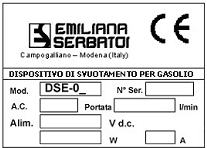 EMILIANA
SERBATOI
CE
Campogalliano – Modena (Italy)
DISPOSITIVO DI SVUOTAMENTO PER GASOLIO
Mod. DSE-0_ N° Ser.
A.C. Portata l/min
Alim. V d.c.
W A